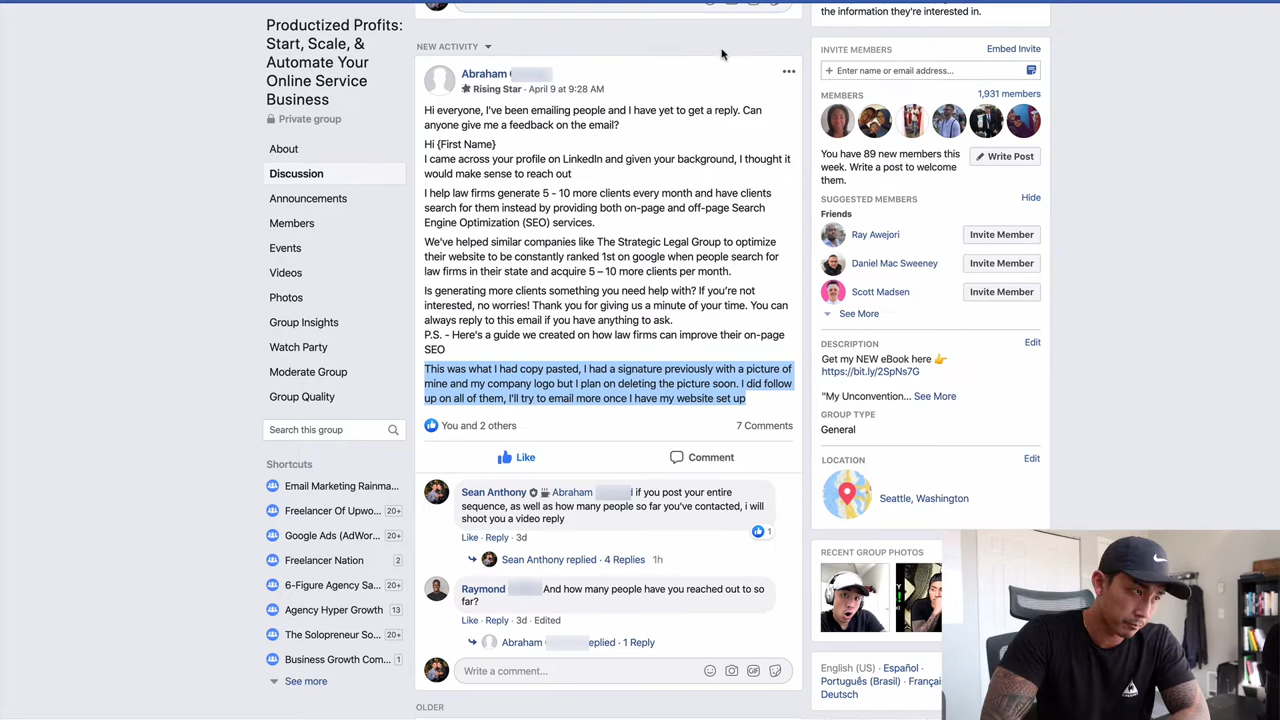 Productized Profits:
Start, Scale, &
Automate Your
Online Service
Business
Private group
About
Discussion
Announcements
Members
Events
Videos
Photos
Group Insights
Watch Party
Moderate Group
Group Quality
Search this group
Shortcuts
Email Marketing Rainma...
Freelancer Of Upwo... 20+
Google Ads (AdWor... 20+
Freelancer Nation 2
6-Figure Agency Sa... 20+
Agency Hyper Growth 13
The Solopreneur So... 20+
Business Growth Com... 1
See more
NEW ACTIVITY
Abraham
Rising Star · April 9 at 9:28 AM
Hi everyone, I've been emailing people and I have yet to get a reply. Can
anyone give me a feedback on the email?
Hi {First Name}
I came across your profile on LinkedIn and given your background, I thought it
would make sense to reach out
I help law firms generate 5 - 10 more clients every month and have clients
search for them instead by providing both on-page and off-page Search
Engine Optimization (SEO) services.
We've helped similar companies like The Strategic Legal Group to optimize
their website to be constantly ranked 1st on google when people search for
law firms in their state and acquire 5 – 10 more clients per month.
Is generating more clients something you need help with? If you're not
interested, no worries! Thank you for giving us a minute of your time. You can
always reply to this email if you have anything to ask.
P.S. - Here's a guide we created on how law firms can improve their on-page
SEO
This was what I had copy pasted, I had a signature previously with a picture of
mine and my company logo but I plan on deleting the picture soon. I did follow
up on all of them, I'll try to email more once I have my website set up
You and 2 others
7 Comments
Like
Comment
Sean Anthony Abraham if you post your entire
sequence, as well as how many people so far you've contacted, i will
shoot you a video reply
1
Like · Reply · 3d
Sean Anthony replied · 4 Replies 1h
Raymond And how many people have you reached out to so
far?
Like · Reply · 3d · Edited
Abraham replied · 1 Reply
Write a comment...
GIF
OLDER
the information they're interested in.
INVITE MEMBERS Embed Invite
+ Enter name or email address...
MEMBERS 1,931 members
You have 89 new members this
week. Write a post to welcome
them.
Write Post
SUGGESTED MEMBERS Hide
Friends
Ray Awejori Invite Member
Daniel Mac Sweeney Invite Member
Scott Madsen Invite Member
See More
DESCRIPTION Edit
Get my NEW eBook here 👉
https://bit.ly/2SpNs7G
"My Unconvention... See More
GROUP TYPE
General
LOCATION Edit
Seattle, Washington
RECENT GROUP PHOTOS
English (US) · Español ·
Português (Brasil) · Françai
Deutsch